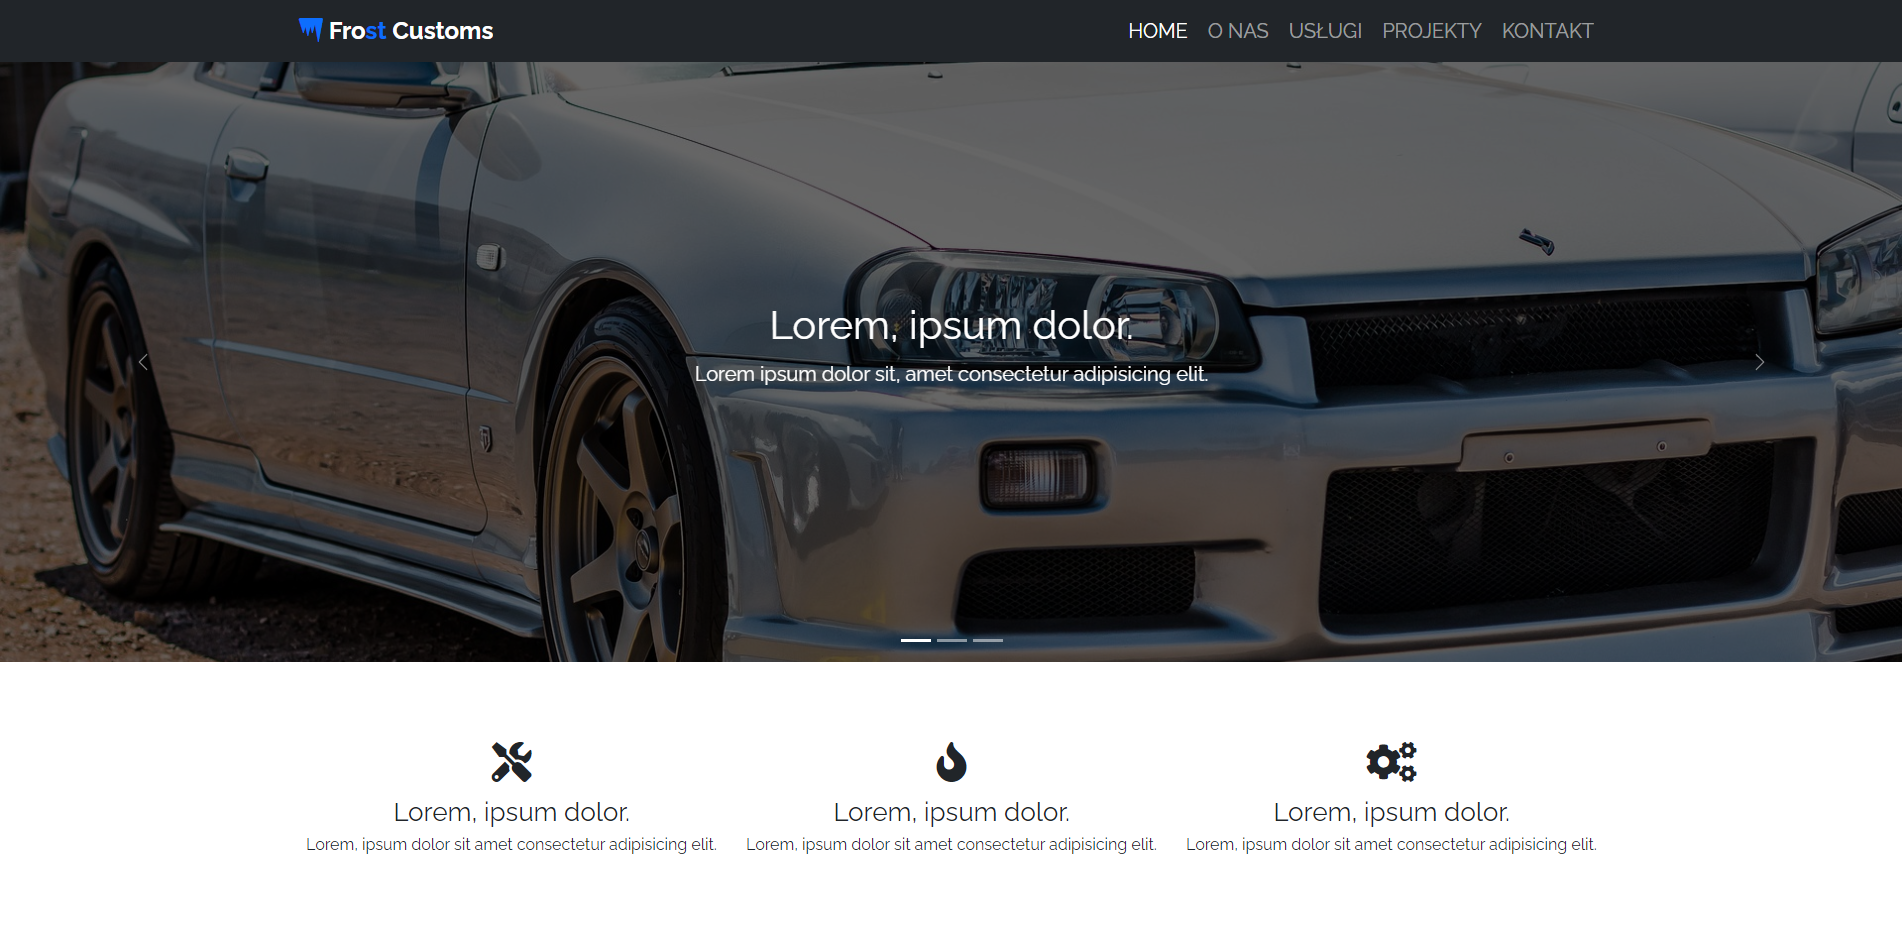 Frost Customs
HOME O NAS USŁUGI PROJEKTY KONTAKT
Lorem, ipsum dolor.
Lorem ipsum dolor sit, amet consectetur adipisicing elit.
Lorem, ipsum dolor. Lorem, ipsum dolor. Lorem, ipsum dolor.
Lorem, ipsum dolor sit amet consectetur adipisicing elit. Lorem, ipsum dolor sit amet consectetur adipisicing elit. Lorem, ipsum dolor sit amet consectetur adipisicing elit.